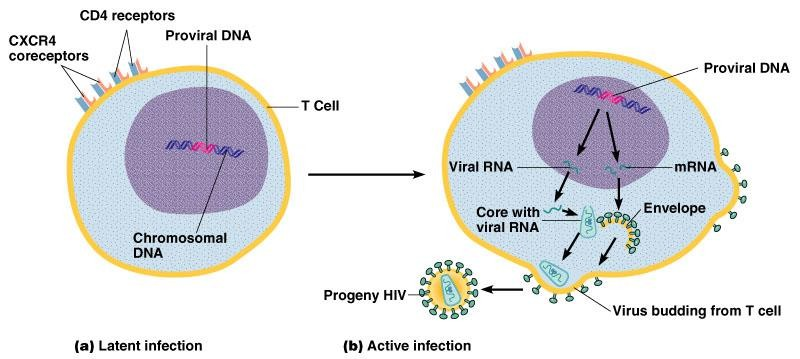 CD4 receptors
CXCR4
coreceptors
Proviral DNA
T Cell
Chromosomal
DNA
(a) Latent infection
Proviral DNA
Viral RNA
mRNA
Core with
viral RNA
Envelope
Progeny HIV
Virus budding from T cell
(b) Active infection